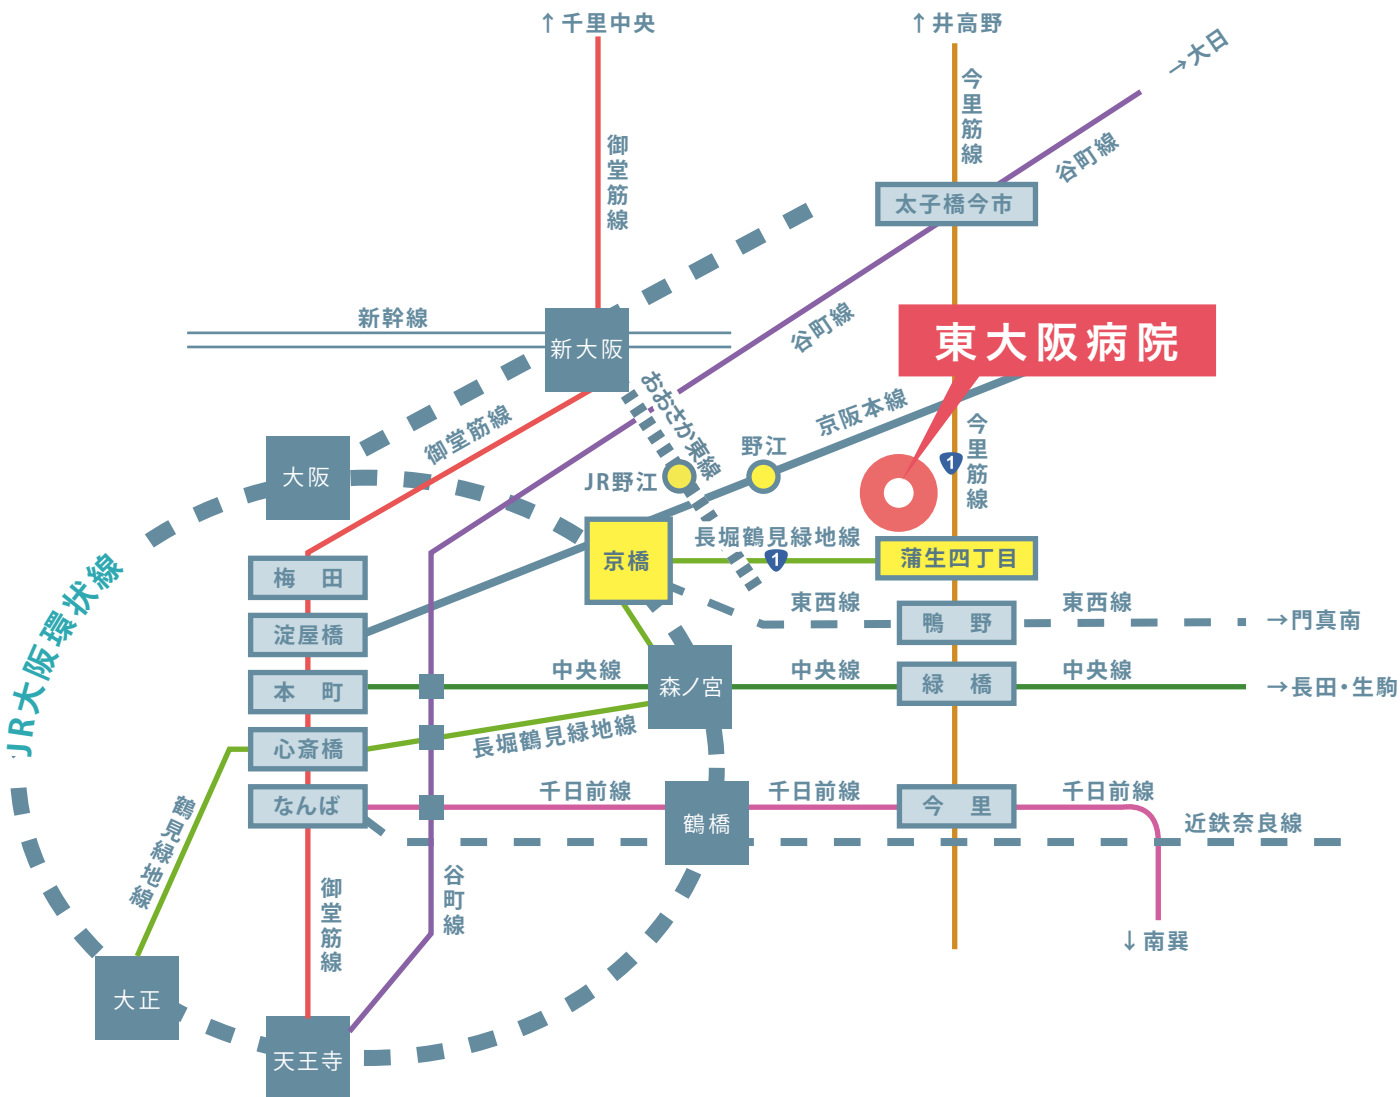 ↑千里中央
↑井高野
→大日
今里筋線
御堂筋線
谷町線
太子橋今市
新幹線
新大阪
谷町線
東大阪病院
おおさか東線
京阪本線
御堂筋線
今里筋線
1
野江
JR野江
大阪
長堀鶴見緑地線
1
京橋
蒲生四丁目
JR大阪環状線
梅田
東西線
東西線
→門真南
淀屋橋
鴨野
中央線
中央線
中央線
本町
森ノ宮
緑橋
→長田・生駒
心斎橋
長堀鶴見緑地線
千日前線
千日前線
千日前線
なんば
鶴橋
今里
近鉄奈良線
鶴見緑地線
御堂筋線
谷町線
↓南巽
大正
天王寺